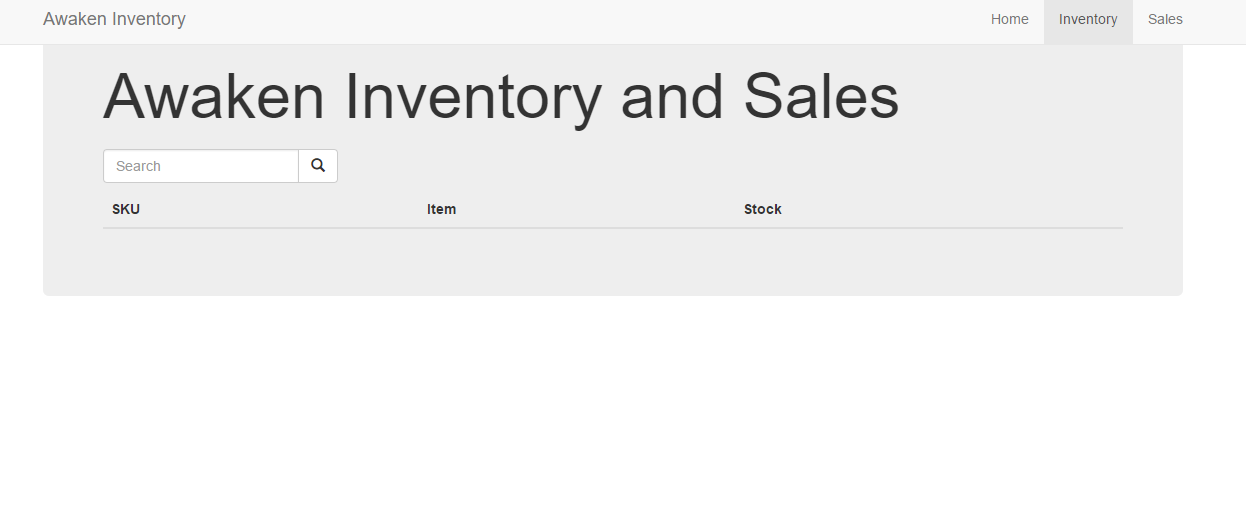 Awaken Inventory Home Inventory Sales
Awaken Inventory and Sales
Search
SKU Item Stock